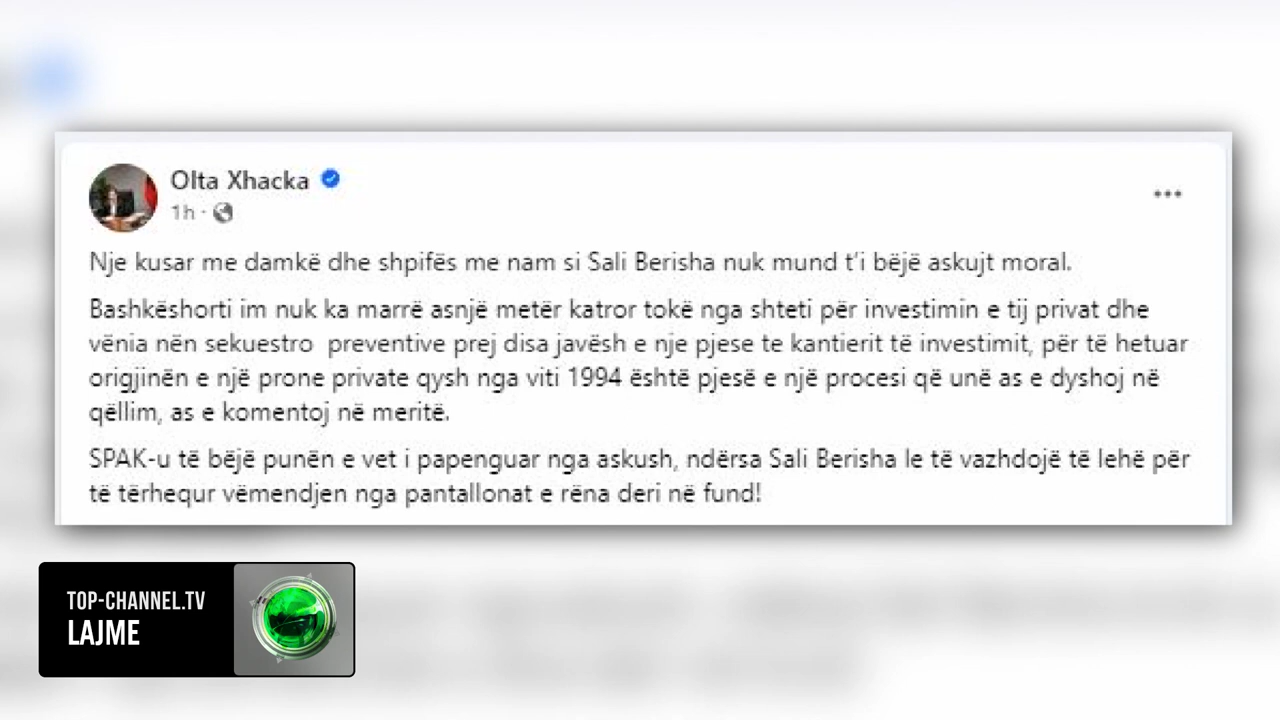 Olta Xhacka
1h ·
Nje kusar me damkë dhe shpifës me nam si Sali Berisha nuk mund t'i bëjë askujt moral.
Bashkëshorti im nuk ka marrë asnjë metër katror tokë nga shteti për investimin e tij privat dhe
vënia nën sekuestro  preventive prej disa javësh e nje pjese te kantierit të investimit, për të hetuar
origjinën e një prone private qysh nga viti 1994 është pjesë e një procesi që unë as e dyshoj në
qëllim, as e komentoj në meritë.
SPAK-u të bëjë punën e vet i papenguar nga askush, ndërsa Sali Berisha le të vazhdojë të lehë për
të tërhequr vëmendjen nga pantallonat e rëna deri në fund!
TOP-CHANNEL.TV
LAJME